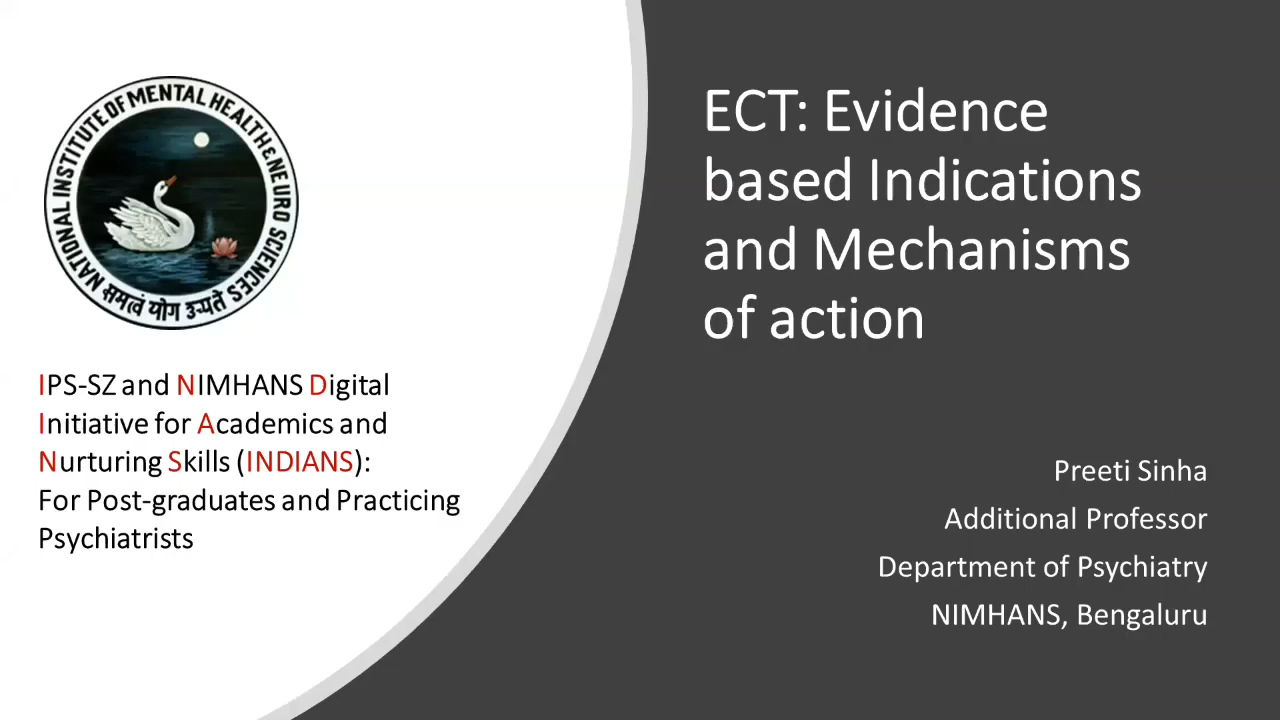 NATIONAL INSTITUTE OF MENTAL HEALTH & NEURO SCIENCES
समत्वं योग उच्यते
IPS-SZ and NIMHANS Digital
Initiative for Academics and
Nurturing Skills (INDIANS):
For Post-graduates and Practicing
Psychiatrists
ECT: Evidence
based Indications
and Mechanisms
of action
Preeti Sinha
Additional Professor
Department of Psychiatry
NIMHANS, Bengaluru